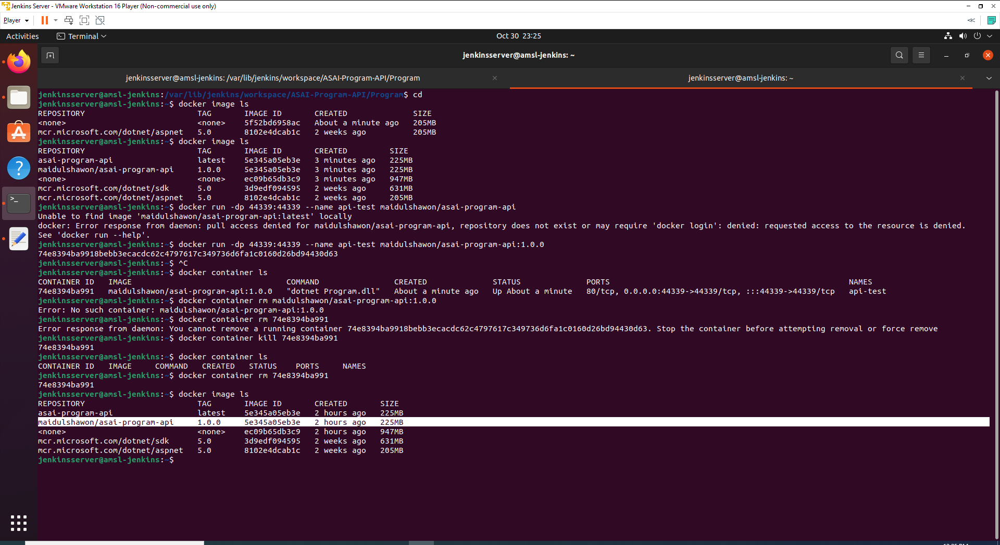 Jenkins Server - VMware Workstation 16 Player (Non-commercial use only)
Player
Activities Terminal Oct 30 23:25
jenkinsserver@amsl-jenkins: ~
jenkinsserver@amsl-jenkins: /var/lib/jenkins/workspace/ASAI-Program-API/Program jenkinsserver@amsl-jenkins: ~
jenkinsserver@amsl-jenkins:/var/lib/jenkins/workspace/ASAI-Program-API/Program$ cd
jenkinsserver@amsl-jenkins:~$ docker image ls
REPOSITORY TAG IMAGE ID CREATED SIZE
<none> <none> 5f52bd6958ac About a minute ago 205MB
mcr.microsoft.com/dotnet/aspnet 5.0 8102e4dcab1c 2 weeks ago 205MB
jenkinsserver@amsl-jenkins:~$ docker image ls
REPOSITORY TAG IMAGE ID CREATED SIZE
asai-program-api latest 5e345a05eb3e 3 minutes ago 225MB
maidulshawon/asai-program-api 1.0.0 5e345a05eb3e 3 minutes ago 225MB
<none> <none> ec09b65db3c9 3 minutes ago 947MB
mcr.microsoft.com/dotnet/sdk 5.0 3d9edf094595 2 weeks ago 631MB
mcr.microsoft.com/dotnet/aspnet 5.0 8102e4dcab1c 2 weeks ago 205MB
jenkinsserver@amsl-jenkins:~$ docker run -dp 44339:44339 --name api-test maidulshawon/asai-program-api
Unable to find image 'maidulshawon/asai-program-api:latest' locally
docker: Error response from daemon: pull access denied for maidulshawon/asai-program-api, repository does not exist or may require 'docker login': denied: requested access to the resource is denied.
See 'docker run --help'.
jenkinsserver@amsl-jenkins:~$ docker run -dp 44339:44339 --name api-test maidulshawon/asai-program-api:1.0.0
74e8394ba9918bebb3ecacdc62c4797617c349736d6fa1c0160d26bd94430d63
jenkinsserver@amsl-jenkins:~$ ^C
jenkinsserver@amsl-jenkins:~$ docker container ls
CONTAINER ID IMAGE COMMAND CREATED STATUS PORTS NAMES
74e8394ba991 maidulshawon/asai-program-api:1.0.0 "dotnet Program.dll" About a minute ago Up About a minute 80/tcp, 0.0.0.0:44339->44339/tcp, :::44339->44339/tcp api-test
jenkinsserver@amsl-jenkins:~$ docker container rm maidulshawon/asai-program-api:1.0.0
Error: No such container: maidulshawon/asai-program-api:1.0.0
jenkinsserver@amsl-jenkins:~$ docker container rm 74e8394ba991
Error response from daemon: You cannot remove a running container 74e8394ba9918bebb3ecacdc62c4797617c349736d6fa1c0160d26bd94430d63. Stop the container before attempting removal or force remove
jenkinsserver@amsl-jenkins:~$ docker container kill 74e8394ba991
74e8394ba991
jenkinsserver@amsl-jenkins:~$ docker container ls
CONTAINER ID IMAGE COMMAND CREATED STATUS PORTS NAMES
jenkinsserver@amsl-jenkins:~$ docker container rm 74e8394ba991
74e8394ba991
jenkinsserver@amsl-jenkins:~$ docker image ls
REPOSITORY TAG IMAGE ID CREATED SIZE
asai-program-api latest 5e345a05eb3e 2 hours ago 225MB
maidulshawon/asai-program-api 1.0.0 5e345a05eb3e 2 hours ago 225MB
<none> <none> ec09b65db3c9 2 hours ago 947MB
mcr.microsoft.com/dotnet/sdk 5.0 3d9edf094595 2 weeks ago 631MB
mcr.microsoft.com/dotnet/aspnet 5.0 8102e4dcab1c 2 weeks ago 205MB
jenkinsserver@amsl-jenkins:~$